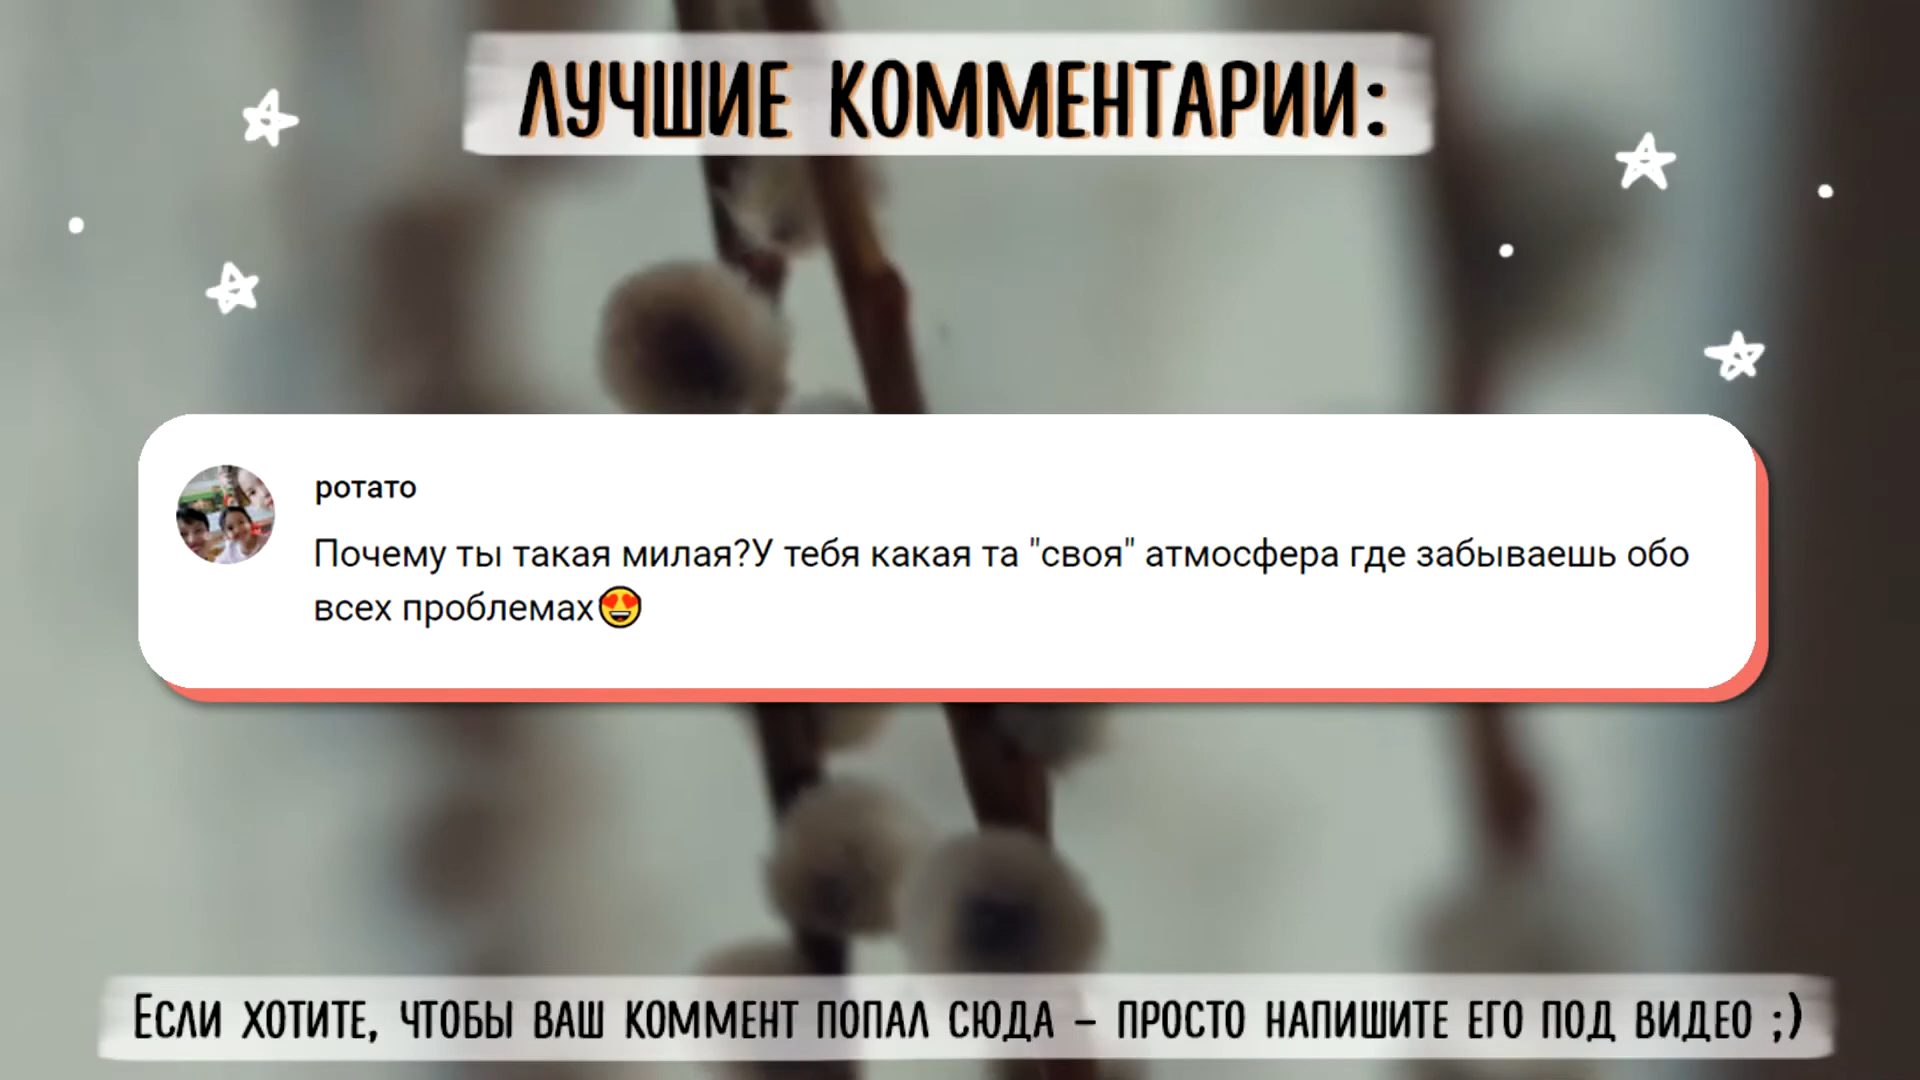 ЛУЧШИЕ КОММЕНТАРИИ:
ротато
Почему ты такая милая?У тебя какая та "своя" атмосфера где забываешь обо
всех проблемах😍
Если хотите, чтобы ваш коммент попал сюда – просто напишите его под видео ;)